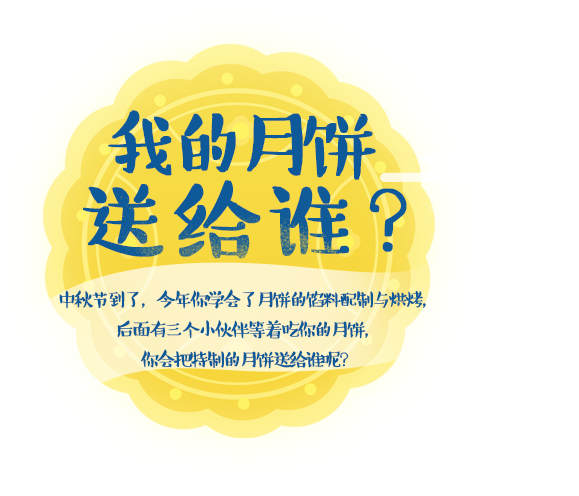 我的月饼
送给谁？
中秋节到了，今年你学会了月饼的馅料配制与烘烤，
后面有三个小伙伴等着吃你的月饼，
你会把特制的月饼送给谁呢？